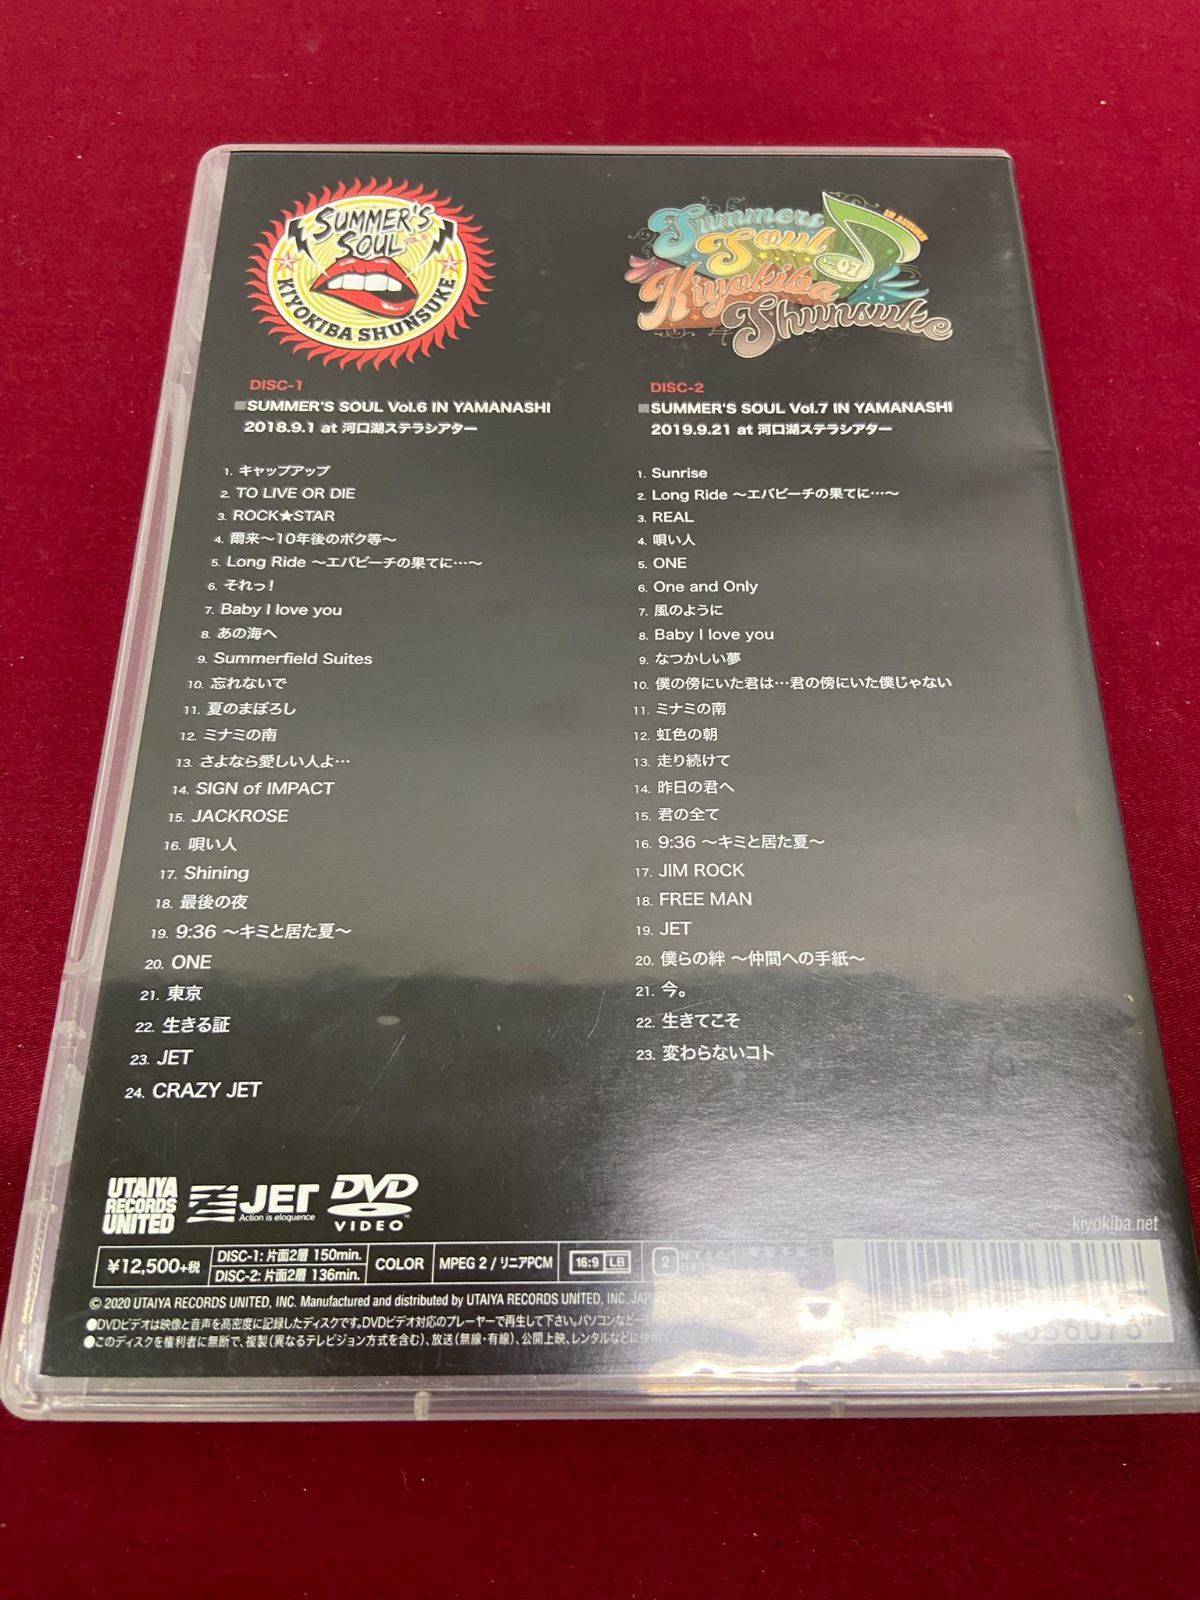 SUMMER'S
SOUL
KIYOKIBA SHUNSUKE
DISC-1
■SUMMER'S SOUL Vol.6 IN YAMANASHI
2018.9.1 at 河口湖ステラシアター
1. キャップアップ
2. TO LIVE OR DIE
3. ROCK★STAR
4. 爾来〜10年後のボク等〜
5. Long Ride 〜エバビーチの果てに…〜
6. それっ!
7. Baby I love you
8. あの海へ
9. Summerfield Suites
10. 忘れないで
11. 夏のまぼろし
12. ミナミの南
13. さよなら愛しい人よ…
14. SIGN of IMPACT
15. JACKROSE
16. 唄い人
17. Shining
18. 最後の夜
19. 9:36 〜キミと居た夏〜
20. ONE
21. 東京
22. 生きる証
23. JET
24. CRAZY JET
Summers
Soul
07
IN AUTUMN
Kiyokiba
Shunsuke
DISC-2
■SUMMER'S SOUL Vol.7 IN YAMANASHI
2019.9.21 at 河口湖ステラシアター
1. Sunrise
2. Long Ride 〜エバビーチの果てに…〜
3. REAL
4. 唄い人
5. ONE
6. One and Only
7. 風のように
8. Baby I love you
9. なつかしい夢
10. 僕の傍にいた君は…君の傍にいた僕じゃない
11. ミナミの南
12. 虹色の朝
13. 走り続けて
14. 昨日の君へ
15. 君の全て
16. 9:36 〜キミと居た夏〜
17. JIM ROCK
18. FREE MAN
19. JET
20. 僕らの絆 〜仲間への手紙〜
21. 今。
22. 生きてこそ
23. 変わらないコト
UTAIYA
RECORDS
UNITED
JET
Action is eloquence
DVD
VIDEO
kiyokiba.net
¥12,500+税
DISC-1: 片面2層 150min.
DISC-2: 片面2層 136min.
COLOR
MPEG 2 / リニアPCM
16:9 LB
2
© 2020 UTAIYA RECORDS UNITED, INC. Manufactured and distributed by UTAIYA RECORDS UNITED, INC. JAPAN
●DVDビデオは映像と音声を高密度に記録したディスクです。DVDビデオ対応のプレーヤーで再生して下さい。パソコンなど一
●このディスクを権利者に無断で、複製(異なるテレビジョン方式を含む)、放送(無線・有線)、公開上映、レンタルなどに使用